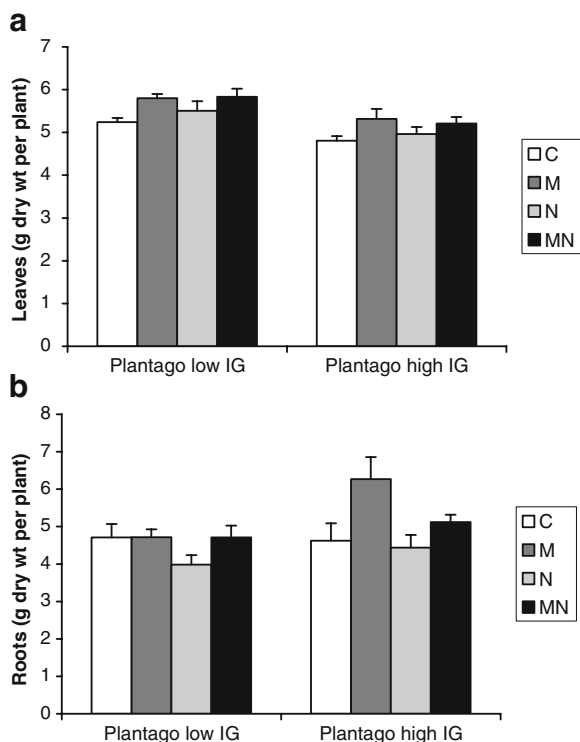 a
7
6
5
4
3
2
1
0
Leaves (g dry wt per plant)
Plantago low IG
Plantago high IG
C
M
N
MN
b
8
7
6
5
4
3
2
1
0
Roots (g dry wt per plant)
Plantago low IG
Plantago high IG
C
M
N
MN